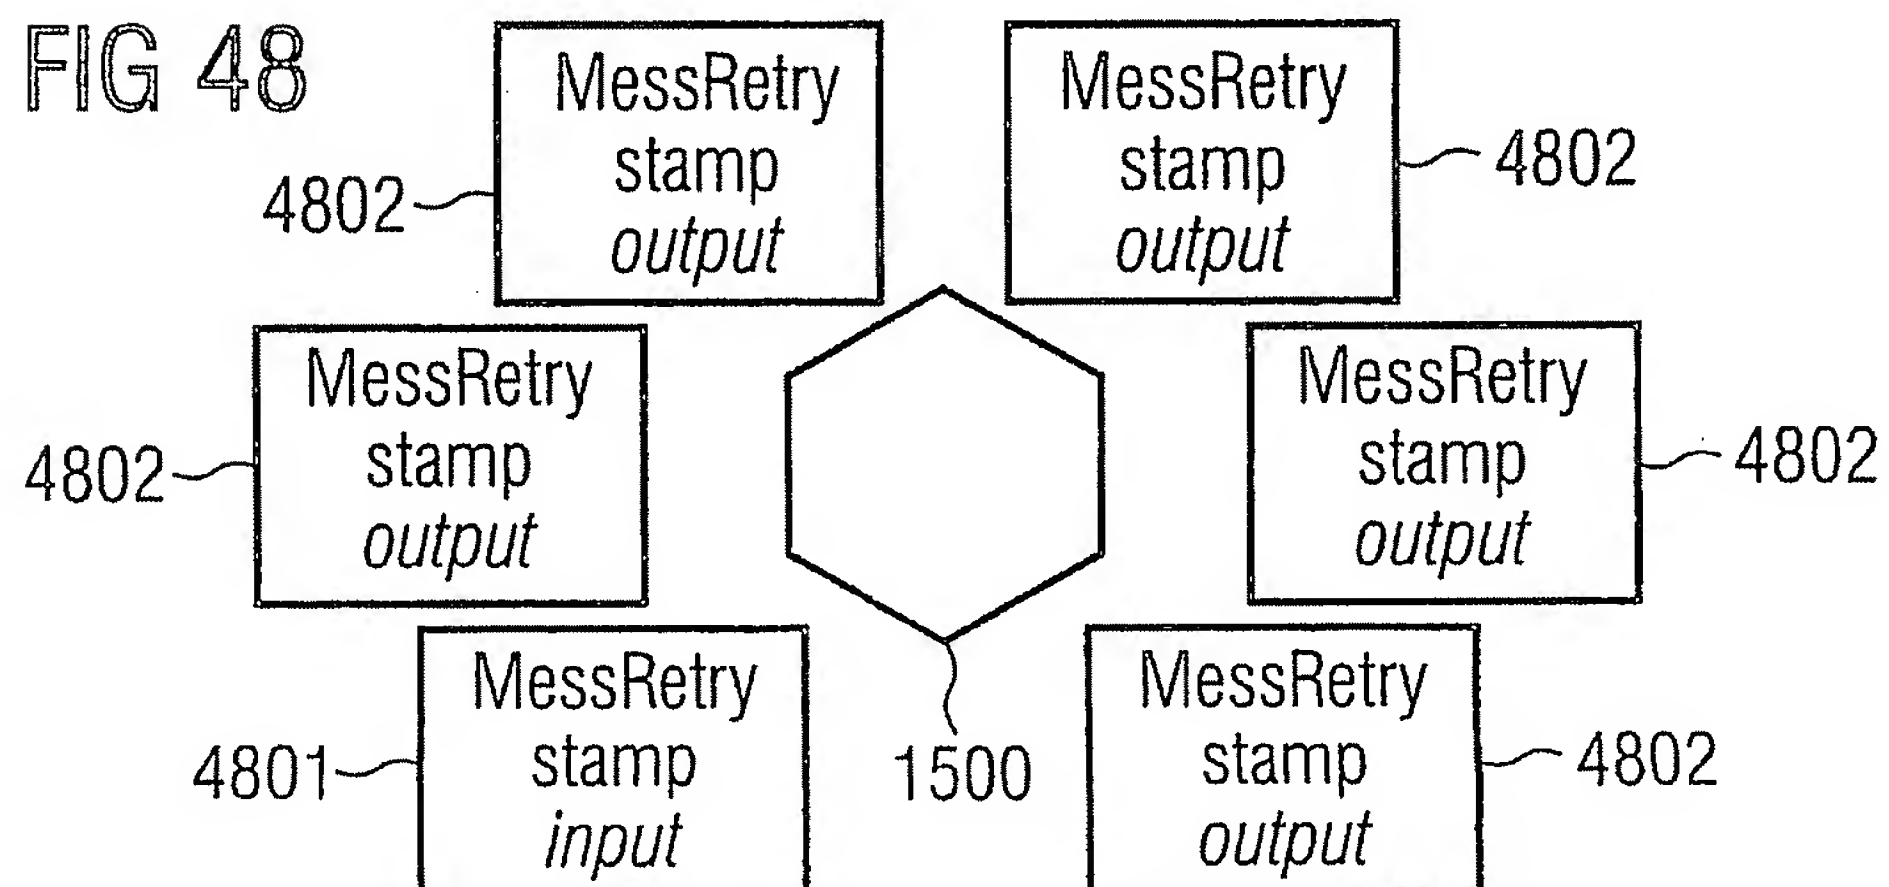 FIG 48
MessRetry
stamp
output
4802
MessRetry
stamp
output
4802
MessRetry
stamp
output
4802
MessRetry
stamp
output
4802
MessRetry
stamp
input
4801
1500
MessRetry
stamp
output
4802